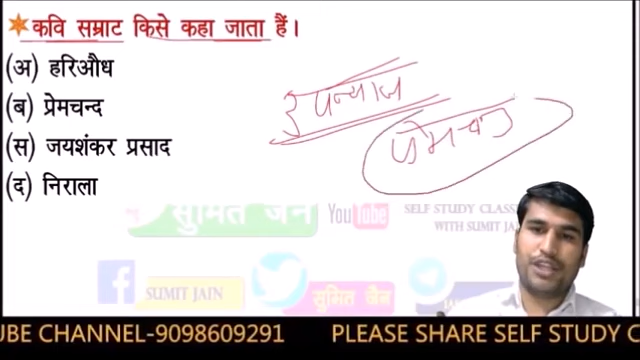 कवि सम्राट किसे कहा जाता हैं।
(अ) हरिऔध
(ब) प्रेमचन्द
(स) जयशंकर प्रसाद
(द) निराला
उपन्यास
प्रेमचन्द
सुमित जैन
YouTube
SELF STUDY CLASSES
WITH SUMIT JAIN
SUMIT JAIN
सुमित जैन
UBE CHANNEL-9098609291 PLEASE SHARE SELF STUDY C